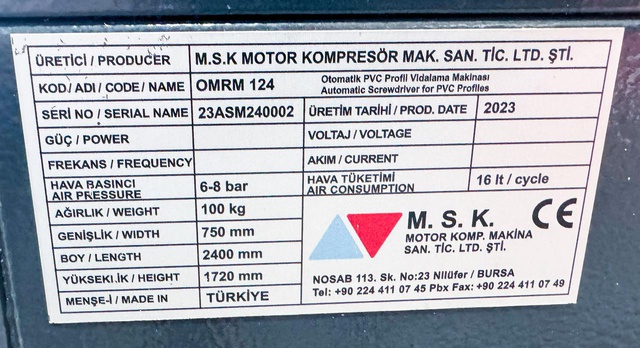 ÜRETİCİ / PRODUCER M.S.K MOTOR KOMPRESÖR MAK. SAN. TİC. LTD. ŞTİ.
KOD / ADI / CODE / NAME OMRM 124 Otomatik PVC Profil Vidalama Makinası
Automatic Screwdriver for PVC Profiles
SERİ NO / SERIAL NAME 23ASM240002 ÜRETİM TARİHİ / PROD. DATE 2023
GÜÇ / POWER VOLTAJ / VOLTAGE
FREKANS / FREQUENCY AKIM / CURRENT
HAVA BASINCI
AIR PRESSURE 6-8 bar HAVA TÜKETİMİ
AIR CONSUMPTION 16 lt / cycle
AĞIRLIK / WEIGHT 100 kg
GENİŞLİK / WIDTH 750 mm
BOY / LENGTH 2400 mm
YÜKSEKLİK / HEIGHT 1720 mm
MENŞE-İ / MADE IN TÜRKİYE
M. S. K. CE
MOTOR KOMP. MAKİNA
SAN. TİC. LTD. ŞTİ.
NOSAB 113. Sk. No:23 Nilüfer / BURSA
Tel: +90 224 411 07 45 Pbx Fax: +90 224 411 07 49